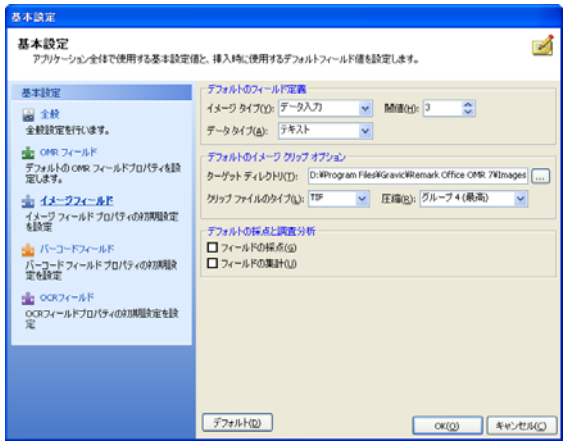 基本設定
基本設定
アプリケーション全体で使用する基本設定値と、挿入時に使用するデフォルトフィールド値を設定します。
基本設定
全般
全般設定を行います。
OMR フィールド
デフォルトの OMR フィールドプロパティを設
定します。
イメージフィールド
イメージ フィールド プロパティの初期設定
を設定
バーコードフィールド
バーコード フィールド プロパティの初期設
定を設定
OCRフィールド
OCRフィールドプロパティの初期設定を設
定
デフォルトのフィールド定義
イメージ タイプ(Y): データ入力 閾値(H): 3
データ タイプ(A): テキスト
デフォルトのイメージ クリップ オプション
ターゲット ディレクトリ(T): D:¥Program Files¥Gravic¥Remark Office OMR 7¥Images ...
クリップ ファイルのタイプ(L): TIF 圧縮(R): グループ 4 (最高)
デフォルトの採点と調査分析
フィールドの採点(G)
フィールドの集計(U)
デフォルト(D) OK(O) キャンセル(C)